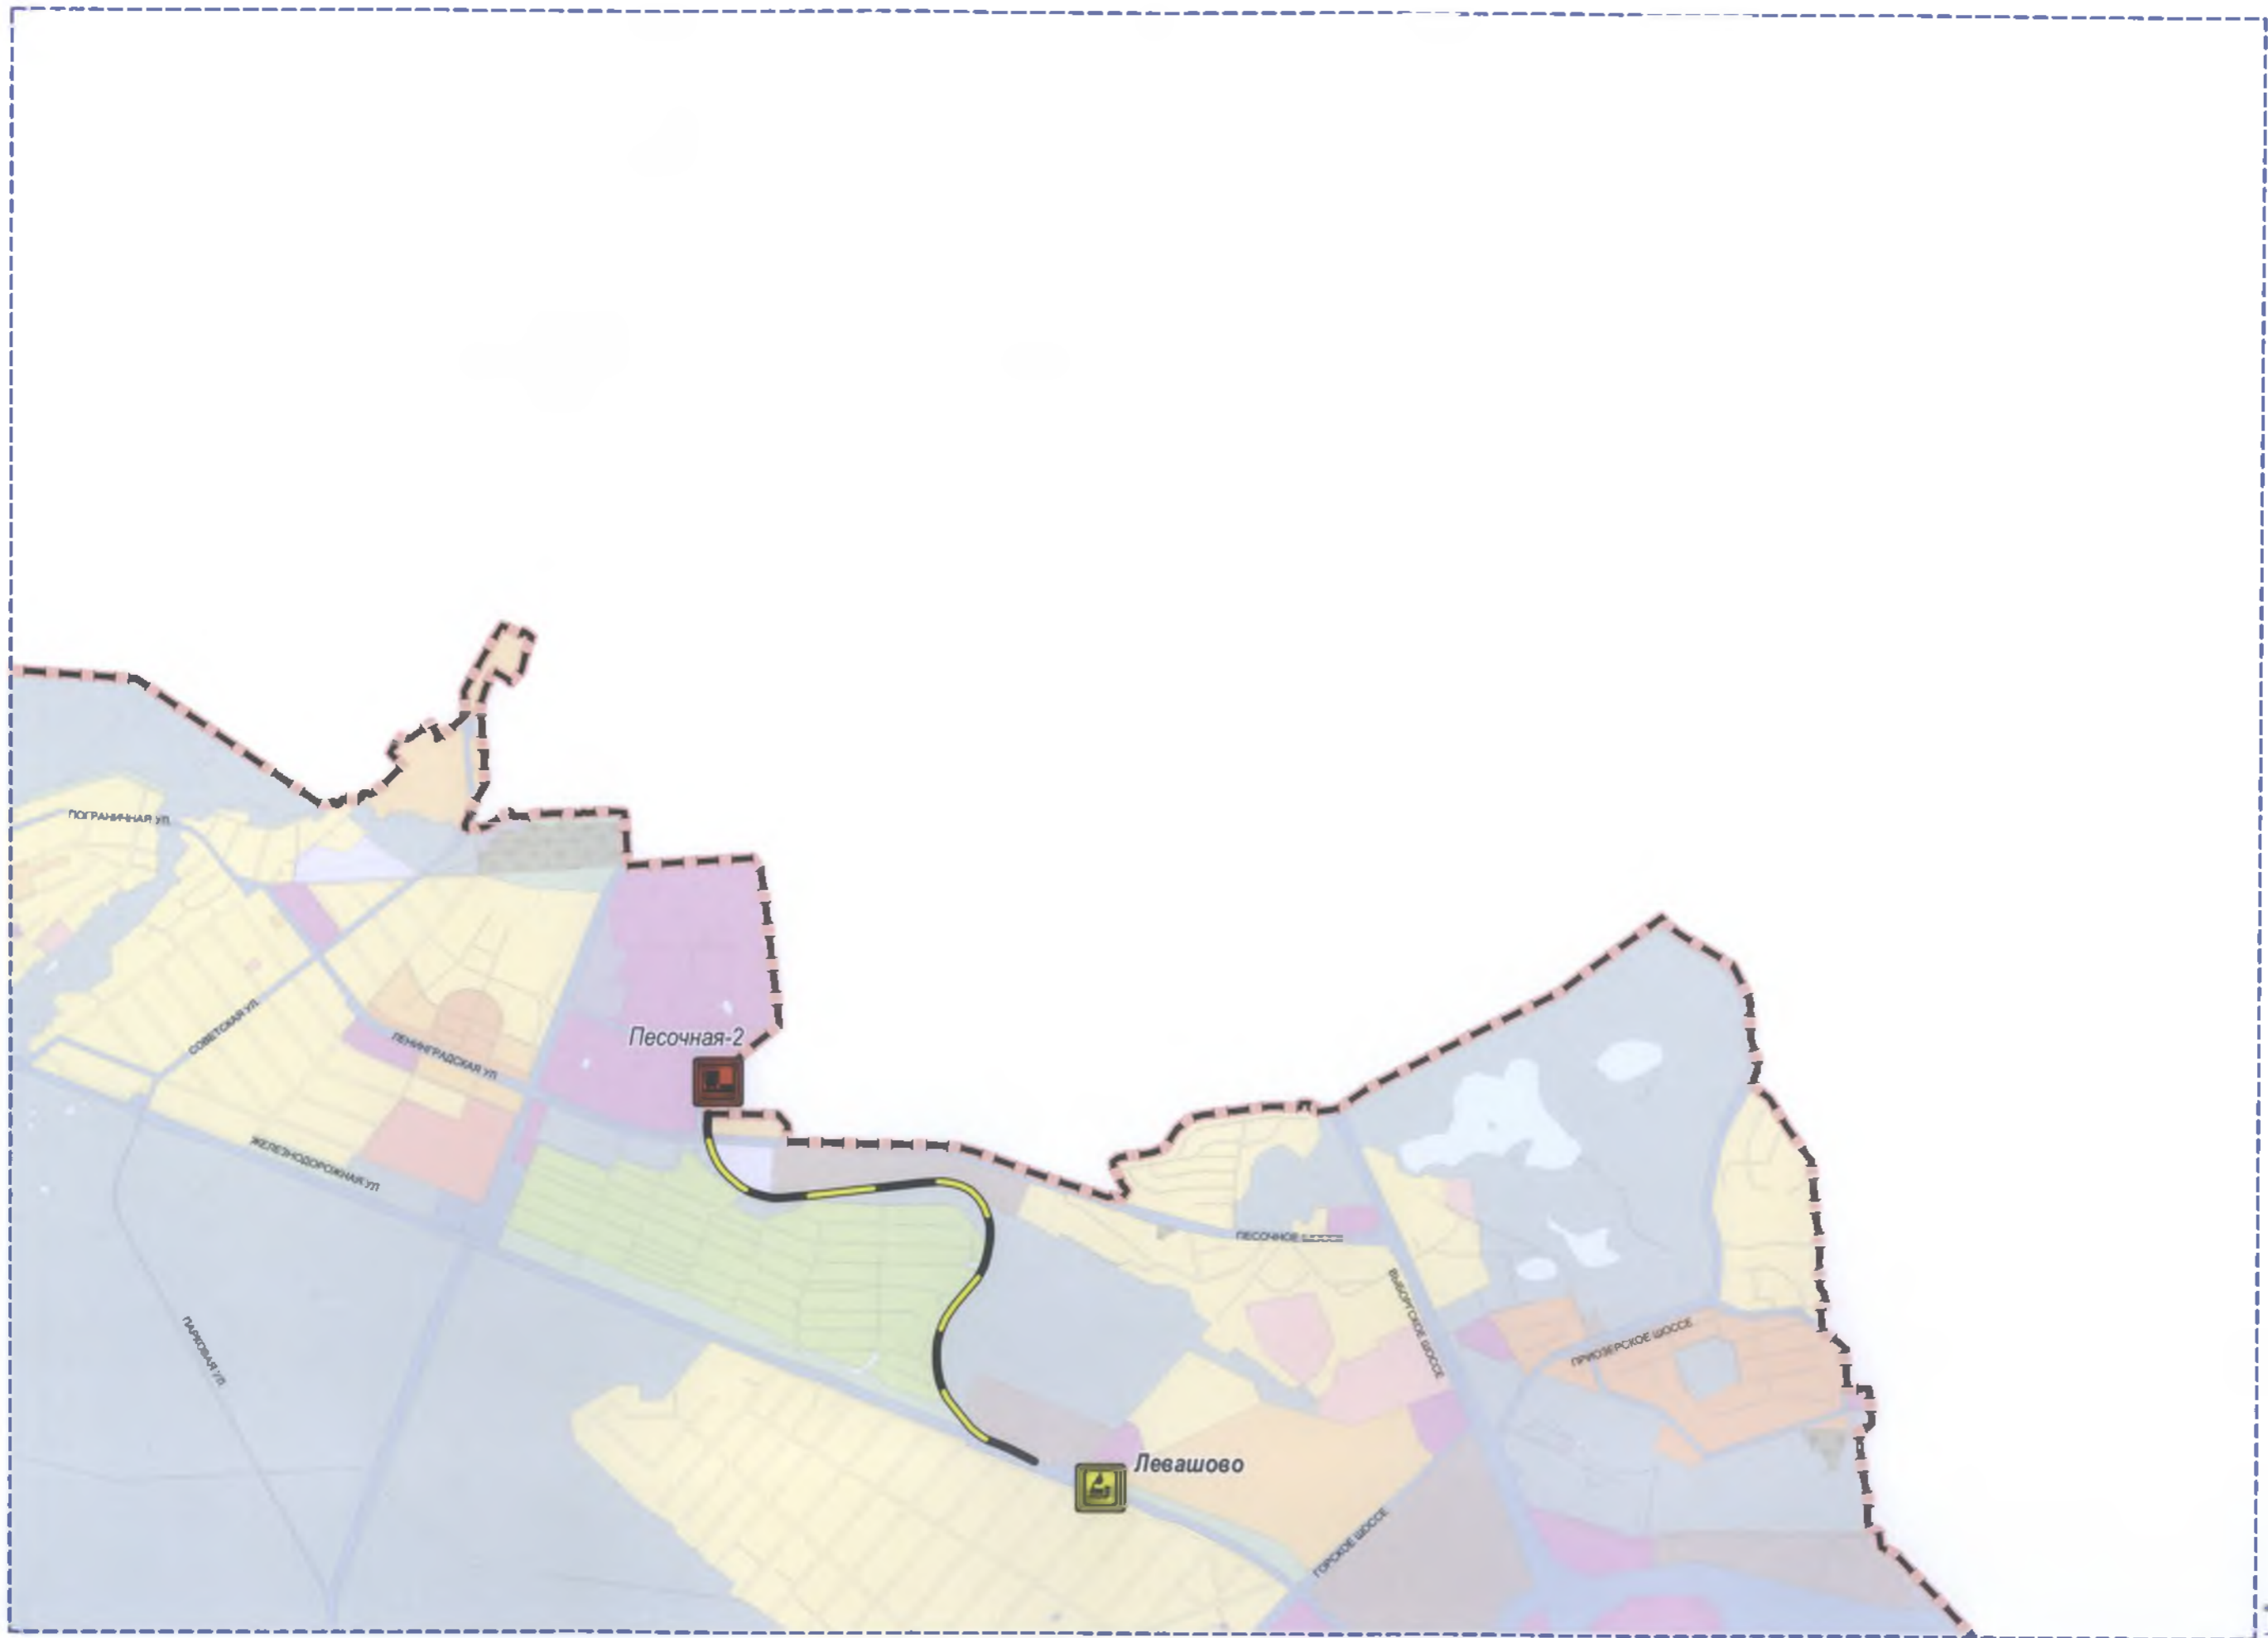 ПОГРАНИЧНАЯ УЛ
СОВЕТСКАЯ УЛ
Песочная-2
ЛЕНИНГРАДСКАЯ УЛ
ЖЕЛЕЗНОДОРОЖНАЯ УЛ
ПЕСОЧНОЕ
ВЫБОРГСКОЕ ШОССЕ
ПРИОЗЕРСКОЕ ШОССЕ
ПАРКОВАЯ УЛ
Левашово
ГОРСКОЕ ШОССЕ